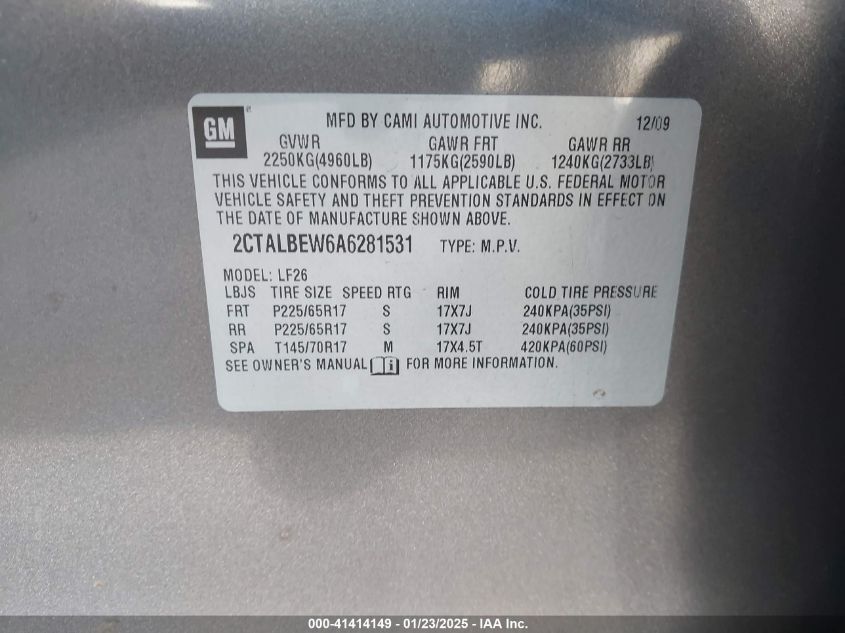 GM ®
MFD BY CAMI AUTOMOTIVE INC. 12/09
GVWR GAWR FRT GAWR RR
2250KG(4960LB) 1175KG(2590LB) 1240KG(2733LB)
THIS VEHICLE CONFORMS TO ALL APPLICABLE U.S. FEDERAL MOTOR
VEHICLE SAFETY AND THEFT PREVENTION STANDARDS IN EFFECT ON
THE DATE OF MANUFACTURE SHOWN ABOVE.
2CTALBEW6A6281531 TYPE: M.P.V.
MODEL: LF26
LBJS TIRE SIZE SPEED RTG RIM COLD TIRE PRESSURE
FRT P225/65R17 S 17X7J 240KPA(35PSI)
RR P225/65R17 S 17X7J 240KPA(35PSI)
SPA T145/70R17 M 17X4.5T 420KPA(60PSI)
SEE OWNER'S MANUAL i FOR MORE INFORMATION.
000-41414149 - 01/23/2025 - IAA Inc.